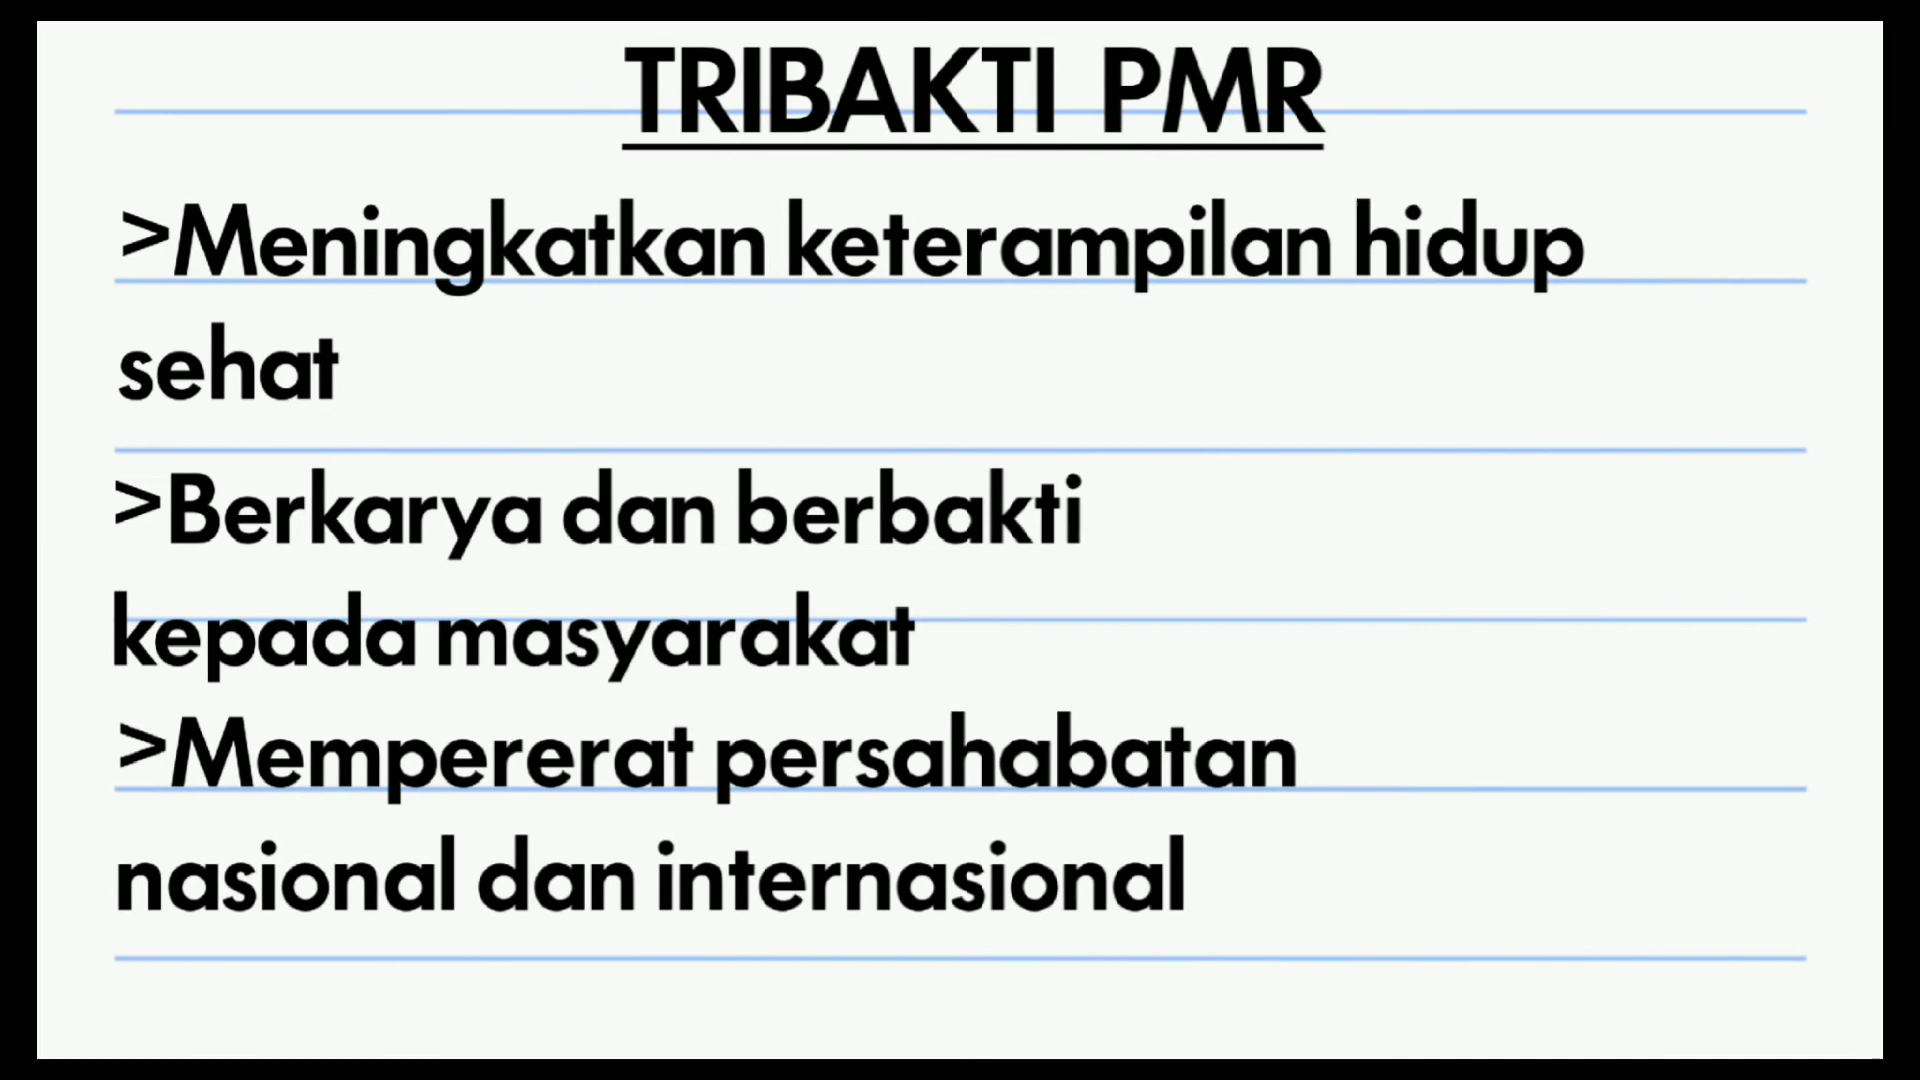 TRIBAKTI PMR
>Meningkatkan keterampilan hidup
sehat
>Berkarya dan berbakti
kepada masyarakat
>Mempererat persahabatan
nasional dan internasional